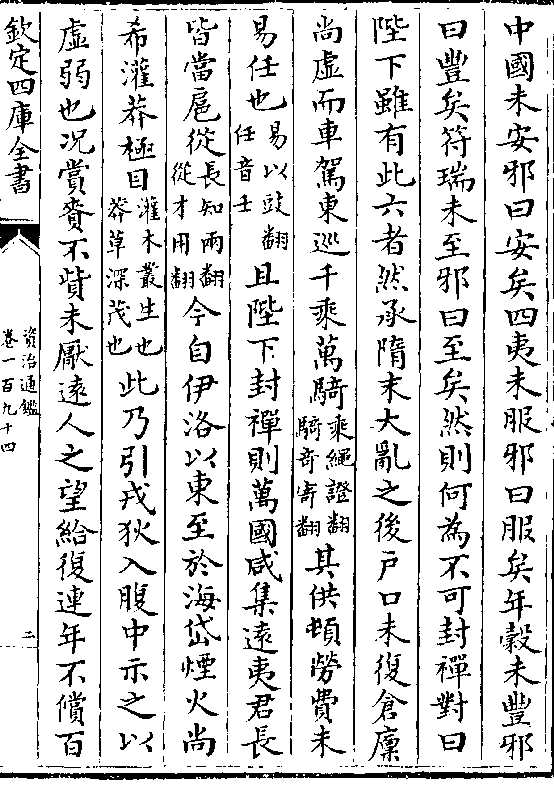 中國未安邪曰安矣四夷未服邪曰服矣年穀未豐邪
曰豐矣符瑞未至邪曰至矣然則何為不可封禪對曰
陛下雖有此六者然承隋末大亂之後戶口未復倉廩
尚虛而車駕東巡千乘萬騎乘繩證翻騎奇寄翻其供頓勞費未
易任也易以豉翻任音士且陛下封禪則萬國咸集遠夷君長
皆當扈從長知兩翻從才用翻今自伊洛以東至於海岱煙火尚
希灌莽極目灌木叢生也莽草深茂也此乃引戎狄入腹中示之以
虛弱也况賞賚不貲未厭遠人之望給復連年不償百
欽定四庫全書
資治通鑑
卷一百九十四
二